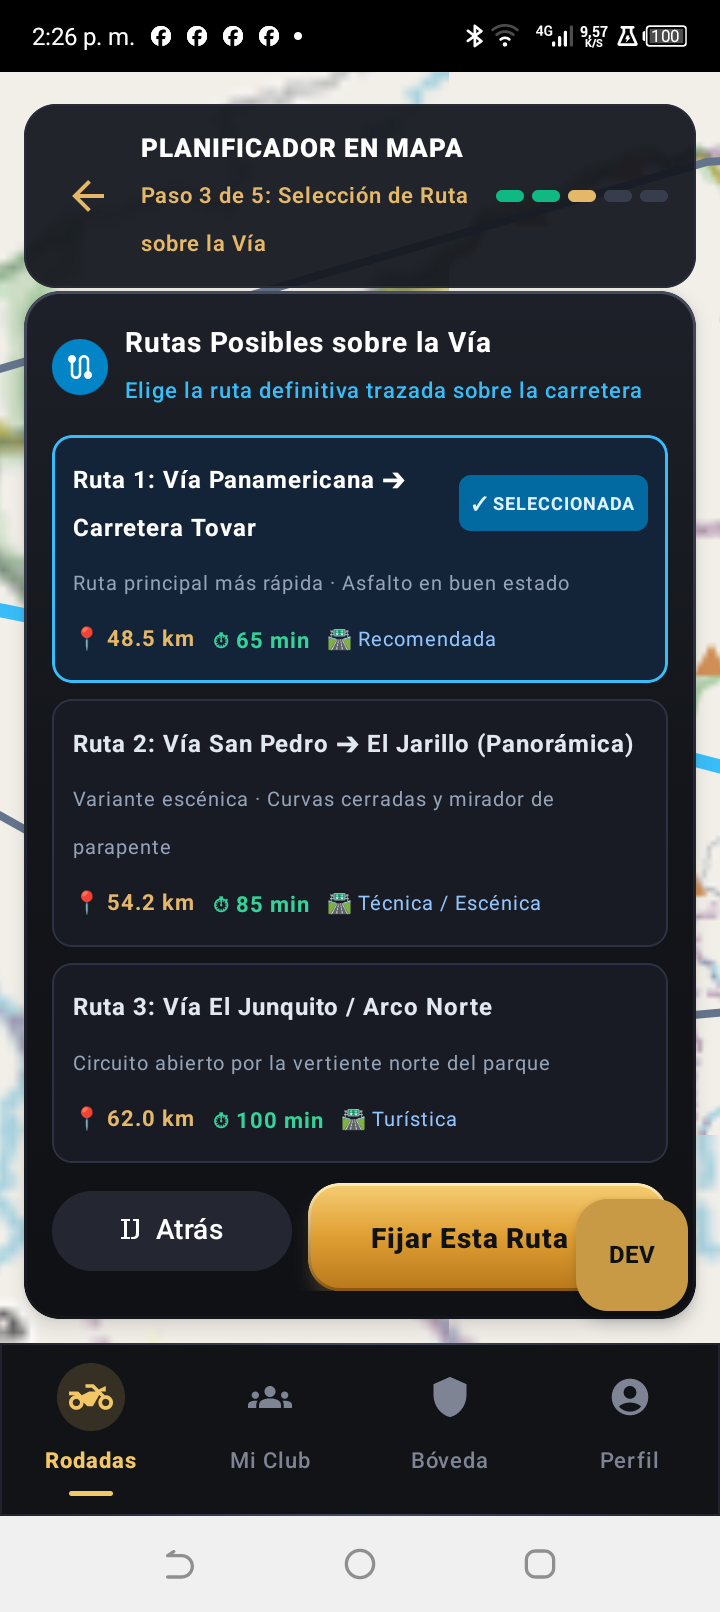 2:26 p. m.
4G
9,57
K/S
100
PLANIFICADOR EN MAPA
Paso 3 de 5: Selección de Ruta
sobre la Vía
Rutas Posibles sobre la Vía
Elige la ruta definitiva trazada sobre la carretera
Ruta 1: Vía Panamericana ➔
Carretera Tovar
✓ SELECCIONADA
Ruta principal más rápida · Asfalto en buen estado
📍 48.5 km ⏱ 65 min 🛣️ Recomendada
Ruta 2: Vía San Pedro ➔ El Jarillo (Panorámica)
Variante escénica · Curvas cerradas y mirador de
parapente
📍 54.2 km ⏱ 85 min 🛣️ Técnica / Escénica
Ruta 3: Vía El Junquito / Arco Norte
Circuito abierto por la vertiente norte del parque
📍 62.0 km ⏱ 100 min 🛣️ Turística
Atrás
Fijar Esta Ruta
DEV
Rodadas
Mi Club
Bóveda
Perfil